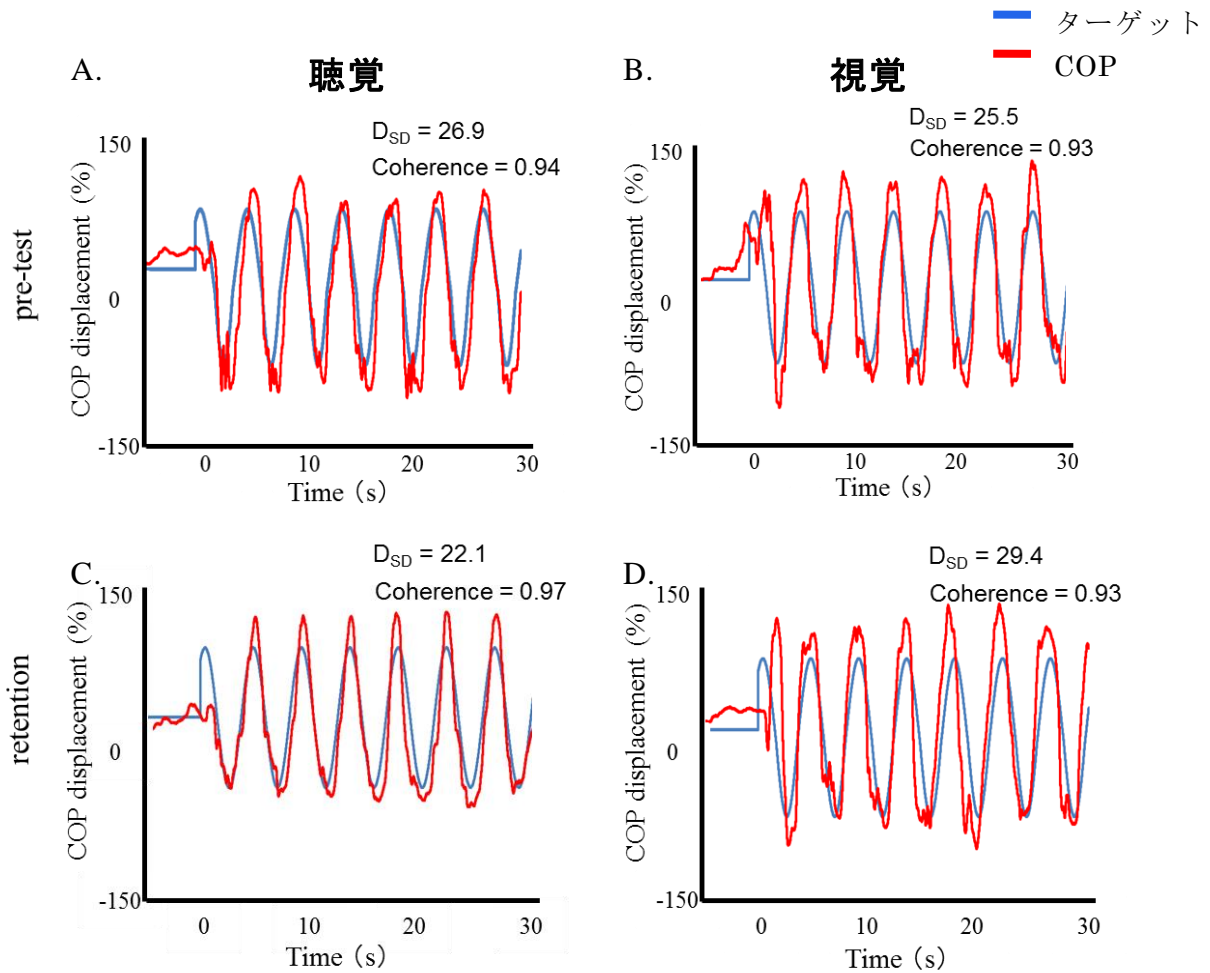 ターゲット
COP
A.
聴覚
B.
視覚
pre-test
D_SD = 26.9
Coherence = 0.94
150
0
-150
COP displacement (%)
0 10 20 30
Time（s）
D_SD = 25.5
Coherence = 0.93
150
0
-150
COP displacement (%)
0 10 20 30
Time（s）
retention
C.
D_SD = 22.1
Coherence = 0.97
150
0
-150
COP displacement (%)
0 10 20 30
Time（s）
D.
D_SD = 29.4
Coherence = 0.93
150
0
-150
COP displacement (%)
0 10 20 30
Time（s）